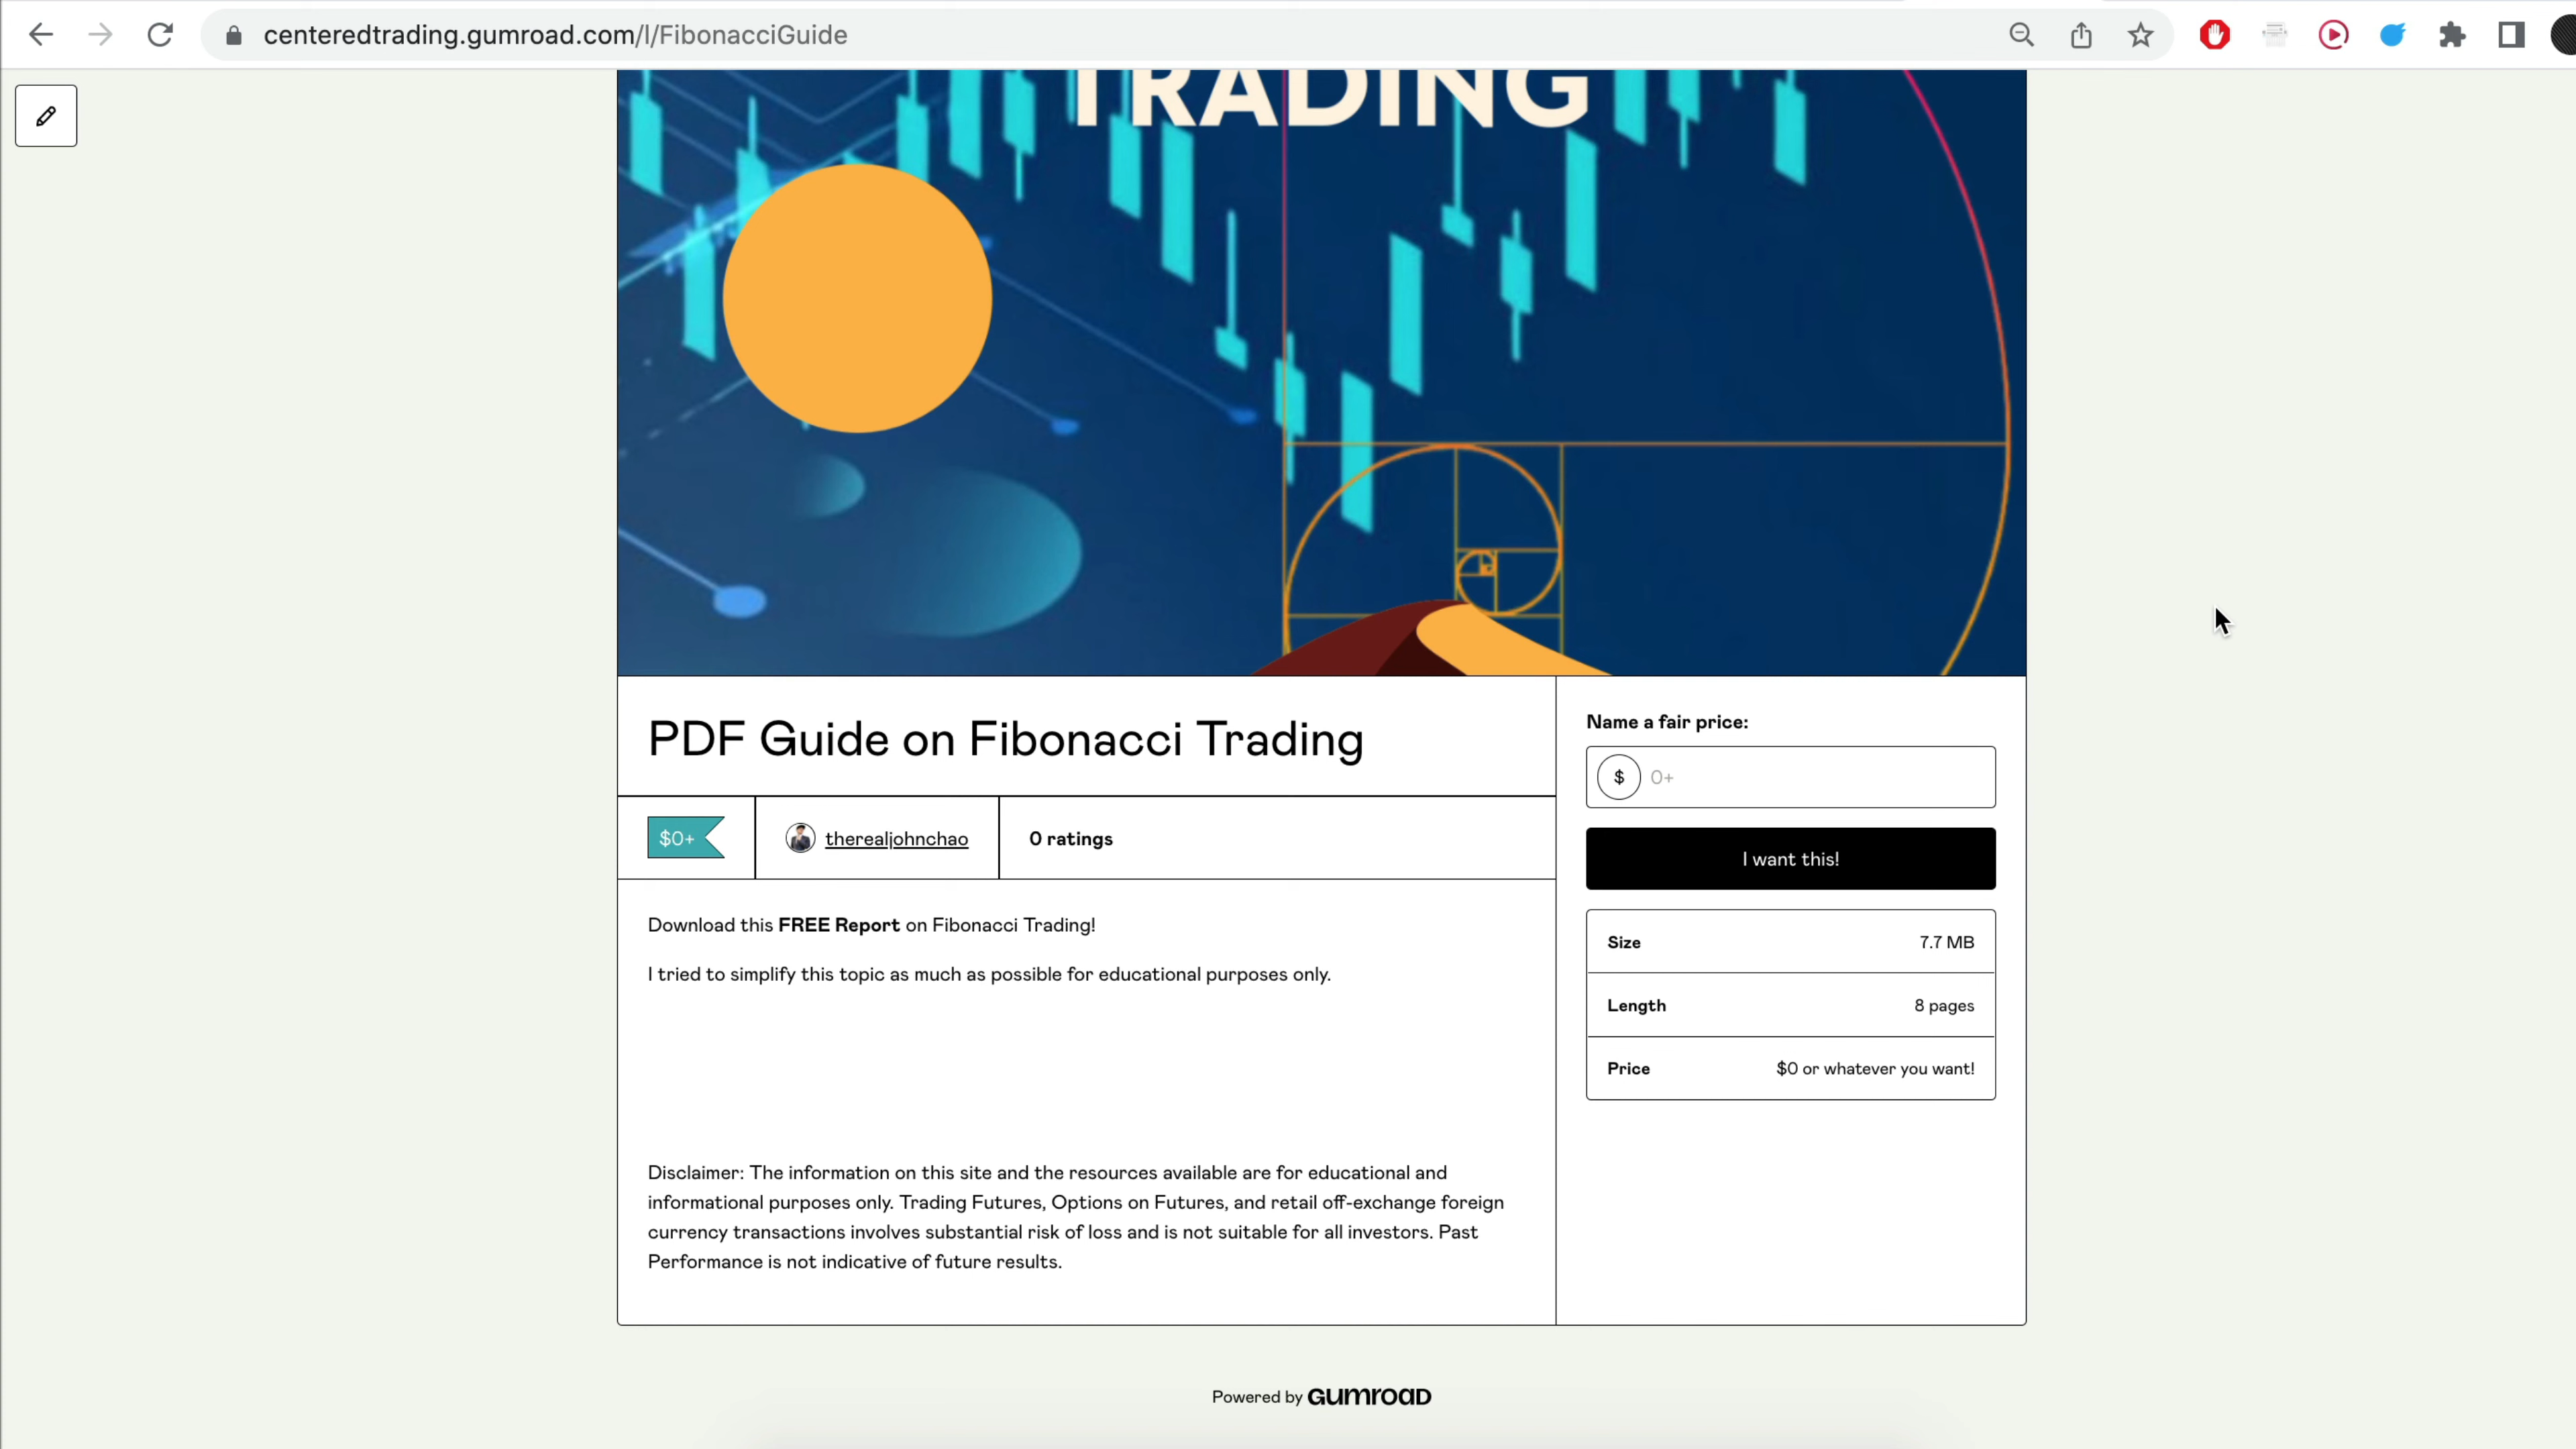 centeredtrading.gumroad.com/l/FibonacciGuide
TRADING
PDF Guide on Fibonacci Trading
$0+
therealjohnchao
0 ratings
Download this FREE Report on Fibonacci Trading!
I tried to simplify this topic as much as possible for educational purposes only.
Disclaimer: The information on this site and the resources available are for educational and
informational purposes only. Trading Futures, Options on Futures, and retail off-exchange foreign
currency transactions involves substantial risk of loss and is not suitable for all investors. Past
Performance is not indicative of future results.
Name a fair price:
$ 0+
I want this!
Size 7.7 MB
Length 8 pages
Price $0 or whatever you want!
Powered by GUMROAD